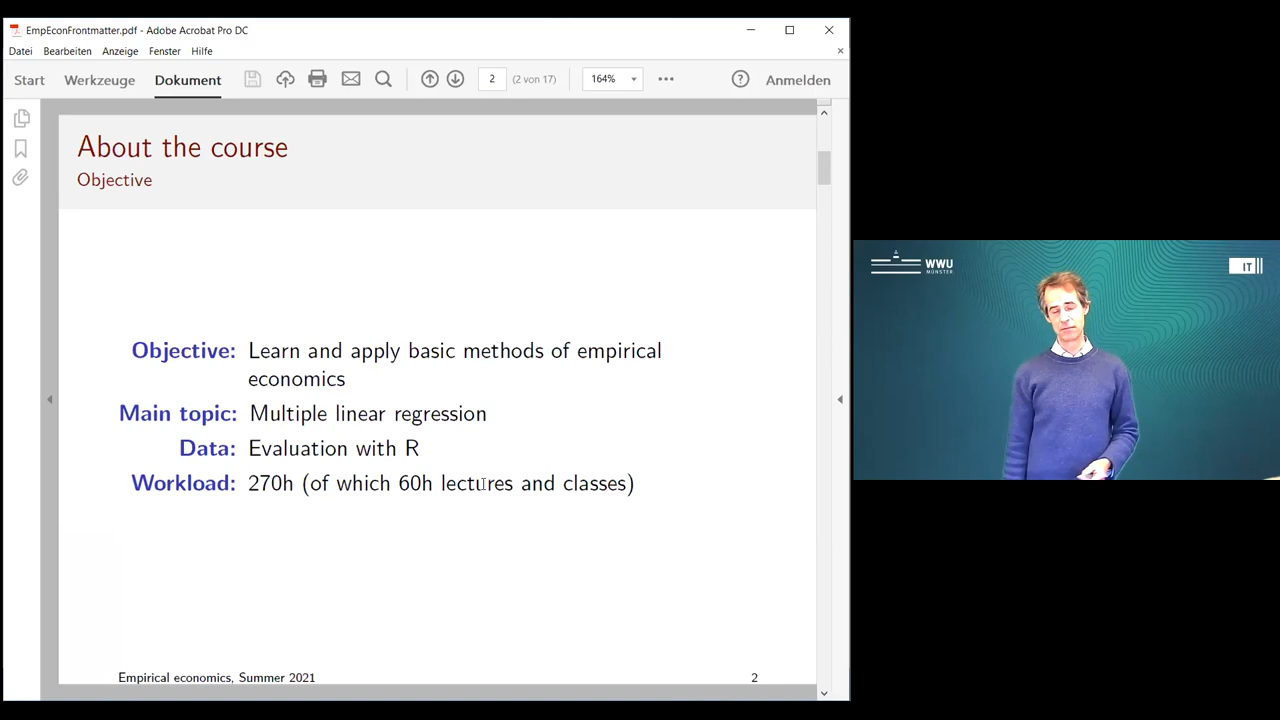 EmpEconFrontmatter.pdf - Adobe Acrobat Pro DC
Datei Bearbeiten Anzeige Fenster Hilfe
Start Werkzeuge Dokument 2 (2 von 17) 164% Anmelden
About the course
Objective
Objective: Learn and apply basic methods of empirical
economics
Main topic: Multiple linear regression
Data: Evaluation with R
Workload: 270h (of which 60h lectures and classes)
Empirical economics, Summer 2021 2
WWU
MÜNSTER
IT